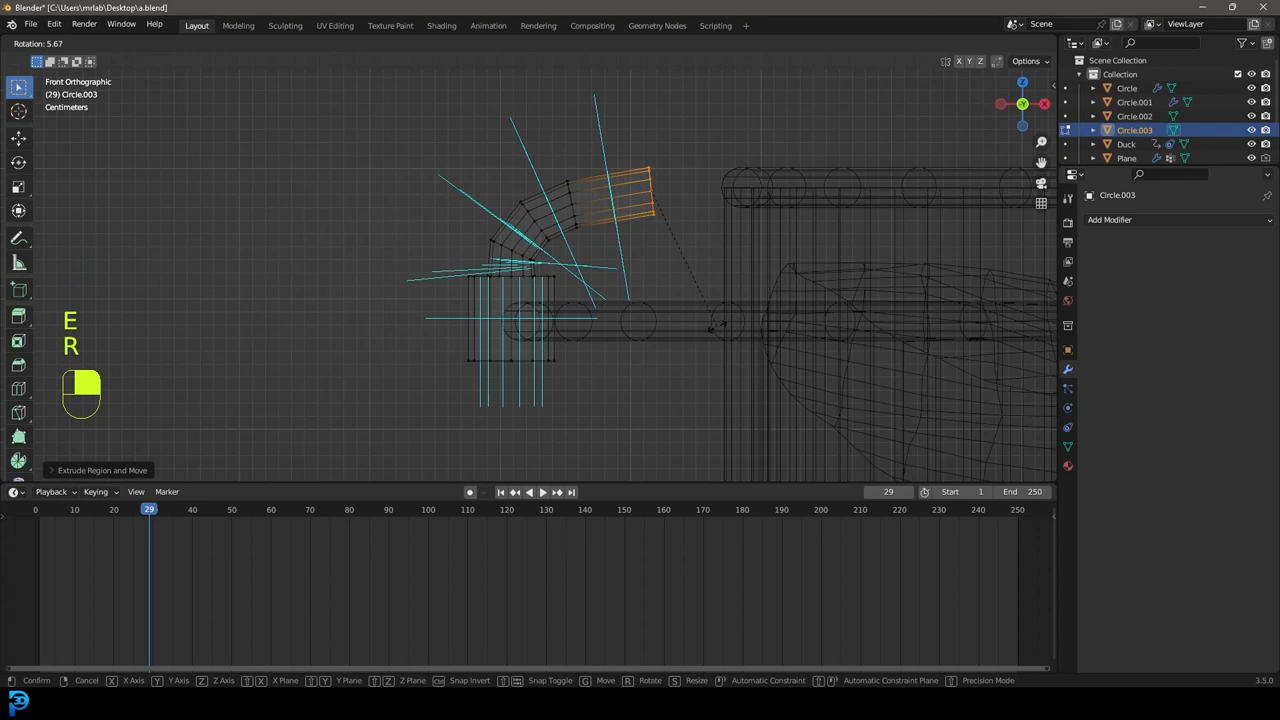 Blender* [C:\Users\mrlab\Desktop\a.blend]
File Edit Render Window Help Layout Modeling Sculpting UV Editing Texture Paint Shading Animation Rendering Compositing Geometry Nodes Scripting + Scene ViewLayer
Rotation: 5.67
X Y Z Options
Front Orthographic
(29) Circle.003
Centimeters
Z
Y
X
Scene Collection
Collection
Circle
Circle.001
Circle.002
Circle.003
Duck
Plane
Circle.003
Add Modifier
E
R
Extrude Region and Move
Playback Keying View Marker 29 Start 1 End 250
0 10 20 29 40 50 60 70 80 90 100 110 120 130 140 150 160 170 180 190 200 210 220 230 240 250
Confirm Cancel X X Axis Y Y Axis Z Z Axis X X Plane Y Y Plane Z Z Plane Ctrl Snap Invert Snap Toggle G Move R Rotate S Resize Automatic Constraint Automatic Constraint Plane Precision Mode 3.5.0